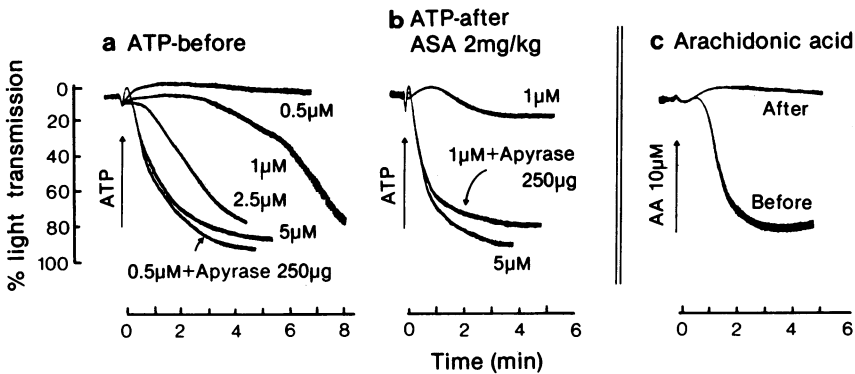 a ATP-before
b ATP-after
ASA 2mg/kg
c Arachidonic acid
% light transmission
0
20
40
60
80
100
ATP
0.5µM
1µM
2.5µM
5µM
0.5µM+Apyrase 250µg
0 2 4 6 8
ATP
1µM
1µM+Apyrase
250µg
5µM
0 2 4 6
AA 10µM
After
Before
0 2 4 6
Time (min)